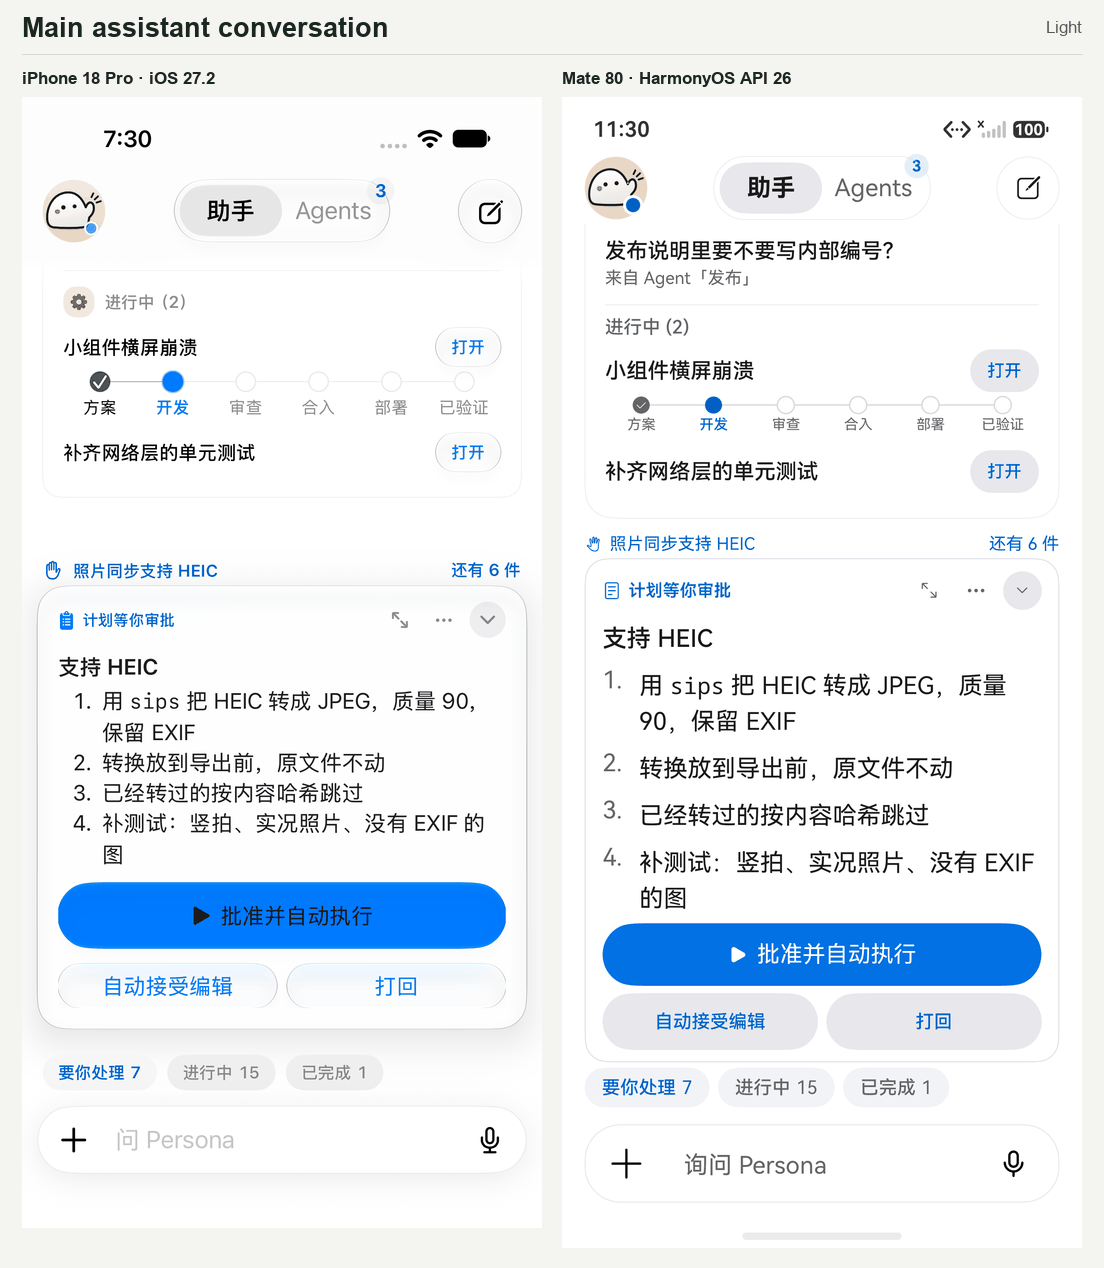 Main assistant conversation
Light
iPhone 18 Pro · iOS 27.2
7:30
助手
Agents
3
进行中 (2)
小组件横屏崩溃
打开
方案
开发
审查
合入
部署
已验证
补齐网络层的单元测试
打开
照片同步支持 HEIC
还有 6 件
计划等你审批
支持 HEIC
1. 用 sips 把 HEIC 转成 JPEG，质量 90，
保留 EXIF
2. 转换放到导出前，原文件不动
3. 已经转过的按内容哈希跳过
4. 补测试：竖拍、实况照片、没有 EXIF 的
图
批准并自动执行
自动接受编辑
打回
要你处理 7
进行中 15
已完成 1
问 Persona
Mate 80 · HarmonyOS API 26
11:30
100
助手
Agents
3
发布说明里要不要写内部编号？
来自 Agent「发布」
进行中 (2)
小组件横屏崩溃
打开
方案
开发
审查
合入
部署
已验证
补齐网络层的单元测试
打开
照片同步支持 HEIC
还有 6 件
计划等你审批
支持 HEIC
1. 用 sips 把 HEIC 转成 JPEG，质量
90，保留 EXIF
2. 转换放到导出前，原文件不动
3. 已经转过的按内容哈希跳过
4. 补测试：竖拍、实况照片、没有 EXIF
的图
批准并自动执行
自动接受编辑
打回
要你处理 7
进行中 15
已完成 1
询问 Persona